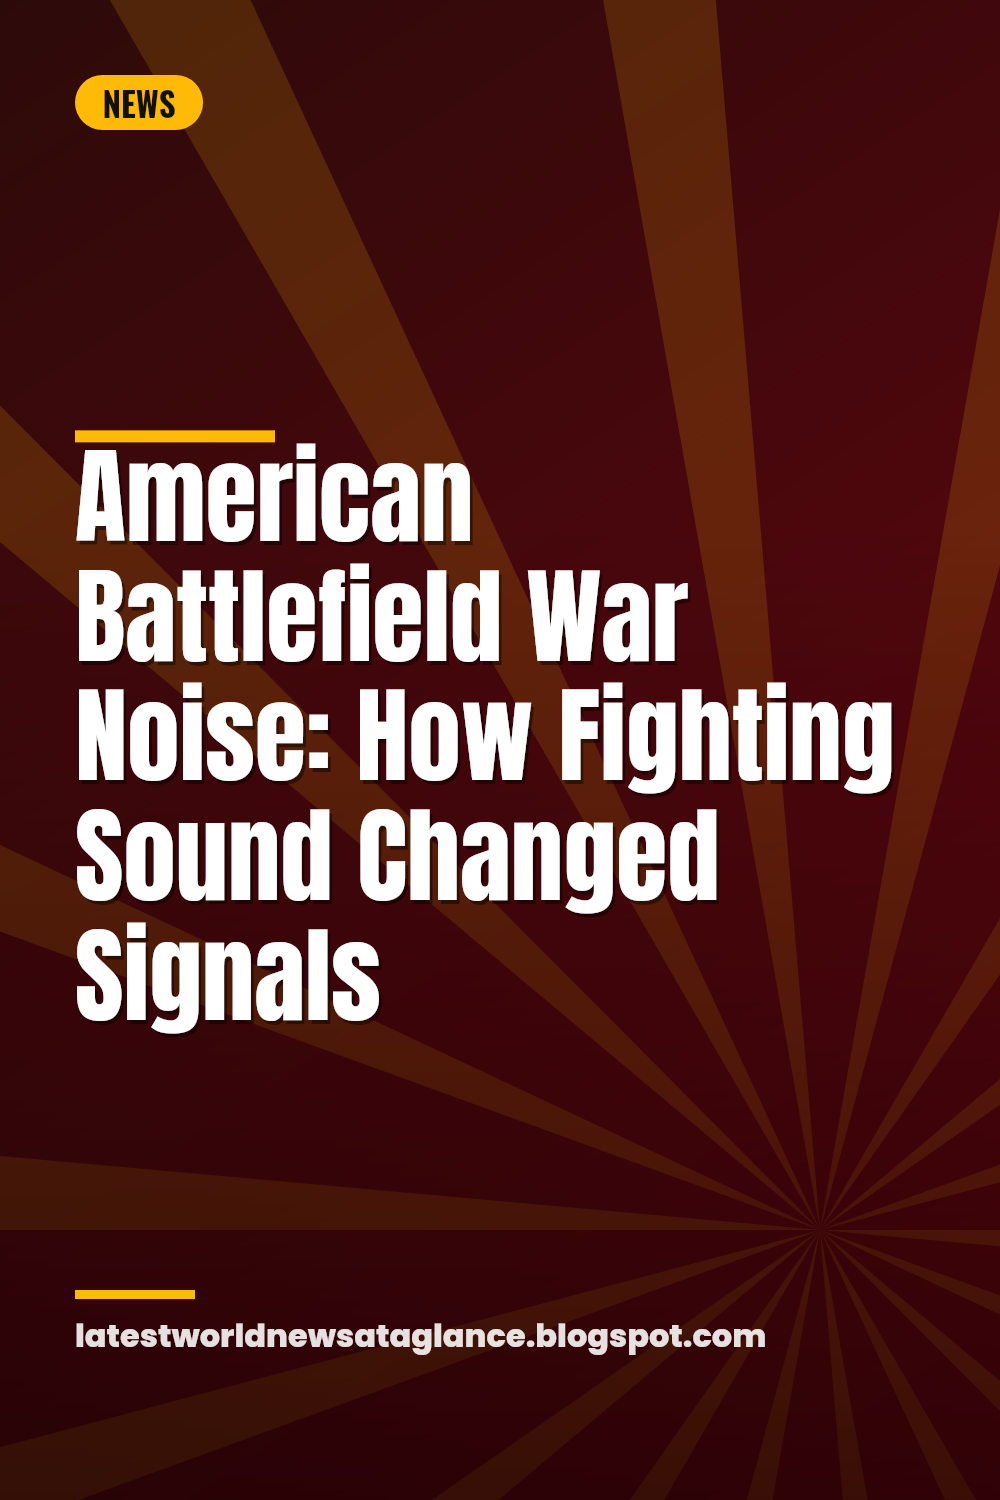 NEWS
American
Battlefield War
Noise: How Fighting
Sound Changed
Signals
latestworldnewsataglance.blogspot.com